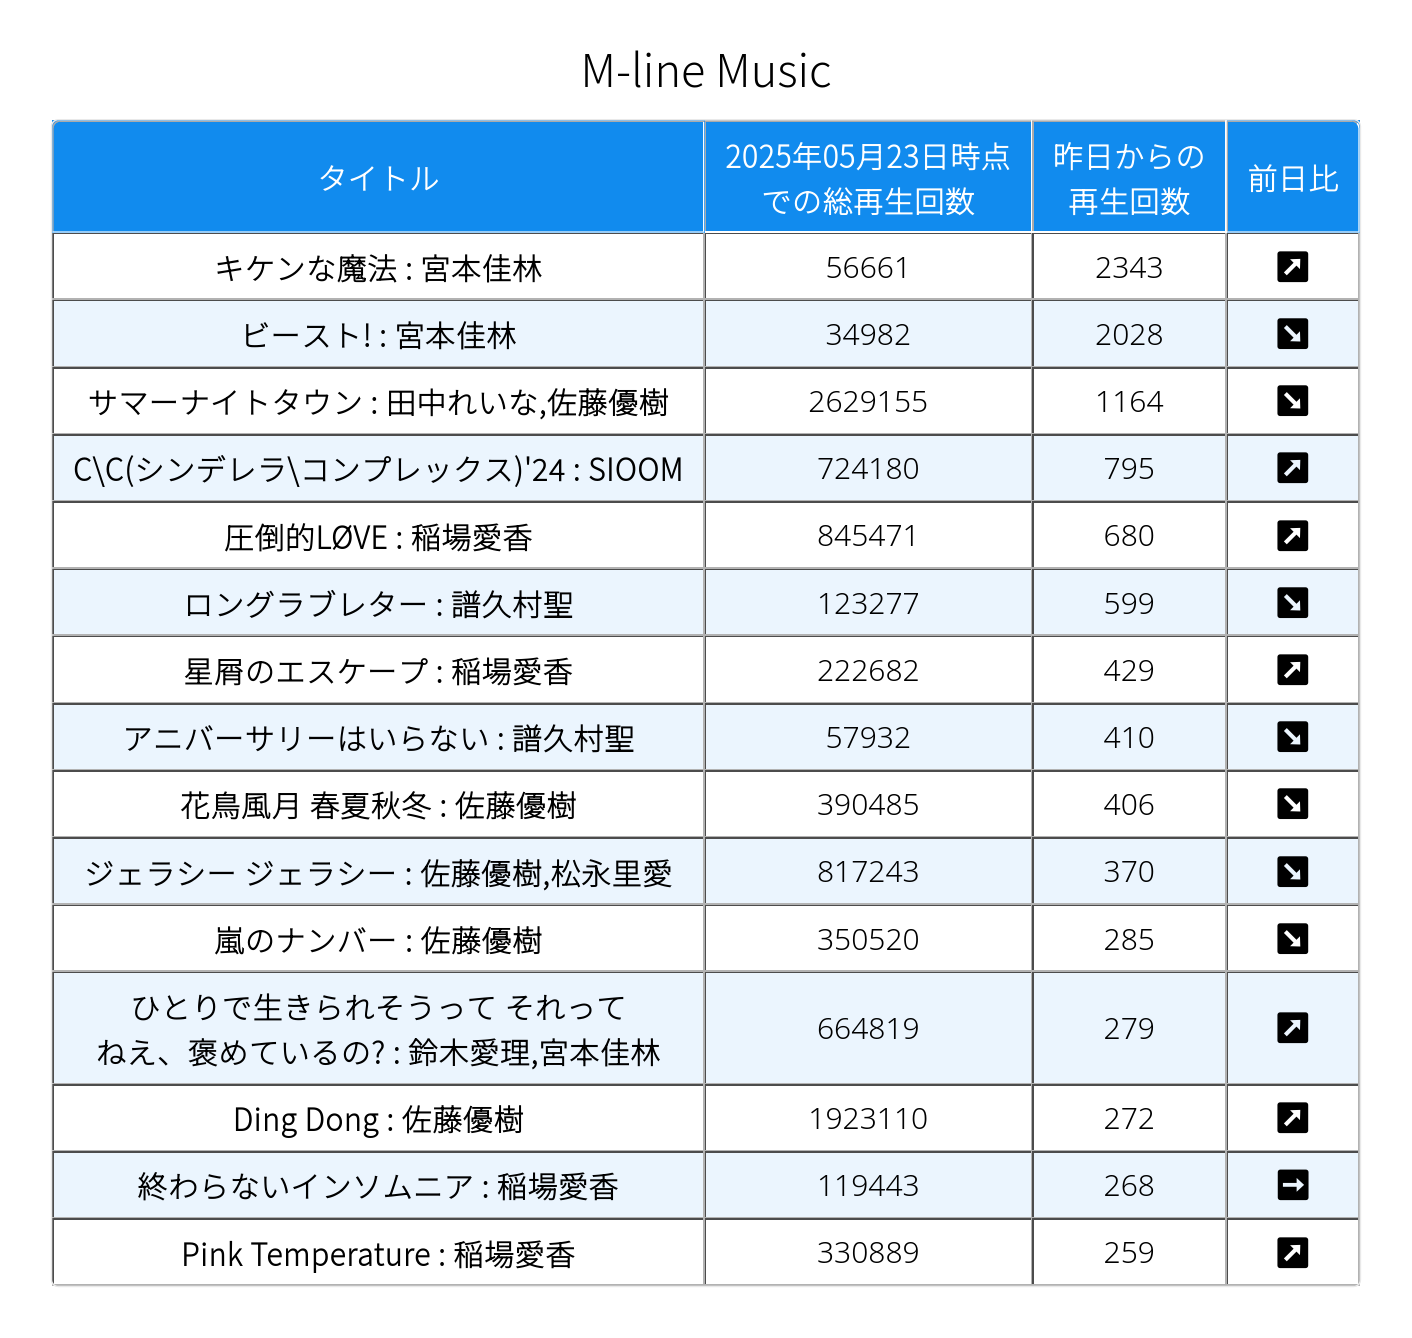 M-line Music
タイトル
2025年05月23日時点
での総再生回数
昨日からの
再生回数
前日比
キケンな魔法 : 宮本佳林 56661 2343 ↗
ビースト! : 宮本佳林 34982 2028 ↘
サマーナイトタウン : 田中れいな,佐藤優樹 2629155 1164 ↘
C\C(シンデレラ\コンプレックス)'24 : SIOOM 724180 795 ↗
圧倒的LØVE : 稲場愛香 845471 680 ↗
ロングラブレター : 譜久村聖 123277 599 ↘
星屑のエスケープ : 稲場愛香 222682 429 ↗
アニバーサリーはいらない : 譜久村聖 57932 410 ↘
花鳥風月 春夏秋冬 : 佐藤優樹 390485 406 ↘
ジェラシー ジェラシー : 佐藤優樹,松永里愛 817243 370 ↘
嵐のナンバー : 佐藤優樹 350520 285 ↘
ひとりで生きられそうって それって
ねえ、褒めているの? : 鈴木愛理,宮本佳林 664819 279 ↗
Ding Dong : 佐藤優樹 1923110 272 ↗
終わらないインソムニア : 稲場愛香 119443 268 →
Pink Temperature : 稲場愛香 330889 259 ↗